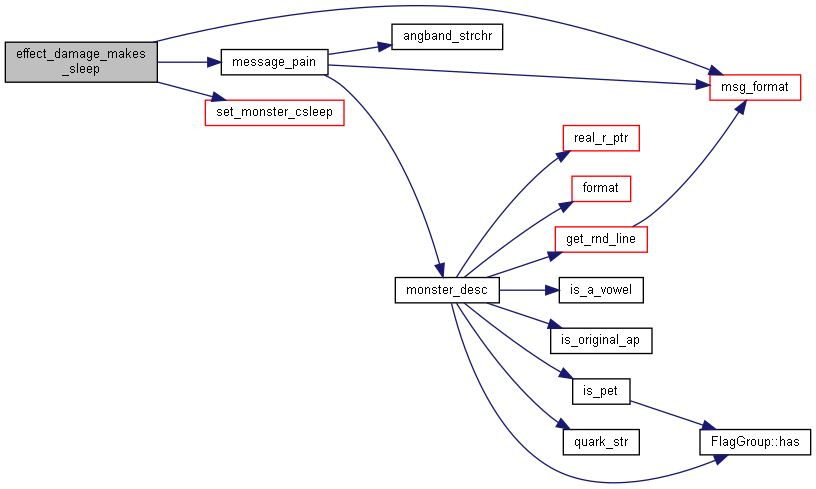 effect_damage_makes
_sleep
message_pain
set_monster_csleep
angband_strchr
msg_format
real_r_ptr
format
get_rnd_line
monster_desc
is_a_vowel
is_original_ap
is_pet
quark_str
FlagGroup::has